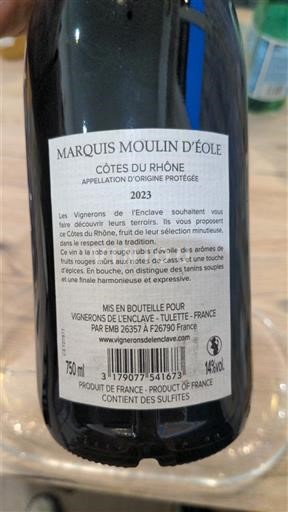 MARQUIS MOULIN D'ÉOLE
CÔTES DU RHÔNE
APPELLATION D'ORIGINE PROTÉGÉE
2023
Les Vignerons de l'Enclave souhaitent vous
faire découvrir leurs terroirs. Ils vous proposent
ce Côtes du Rhône, fruit de leur sélection minutieuse,
dans le respect de la tradition.
Ce vin à la robe rouge rubis dévoile des arômes de
fruits rouges mûrs aux notes de cassis et une touche
d'épices. En bouche, on distingue des tanins souples
et une finale harmonieuse et expressive.
MIS EN BOUTEILLE POUR
VIGNERONS DE L'ENCLAVE - TULETTE - FRANCE
PAR EMB 26357 À F26790 France
www.vigneronsdelenclave.com
750 ml
3 179077 541673
14%vol.
PRODUIT DE FRANCE - PRODUCT OF FRANCE
CONTIENT DES SULFITES